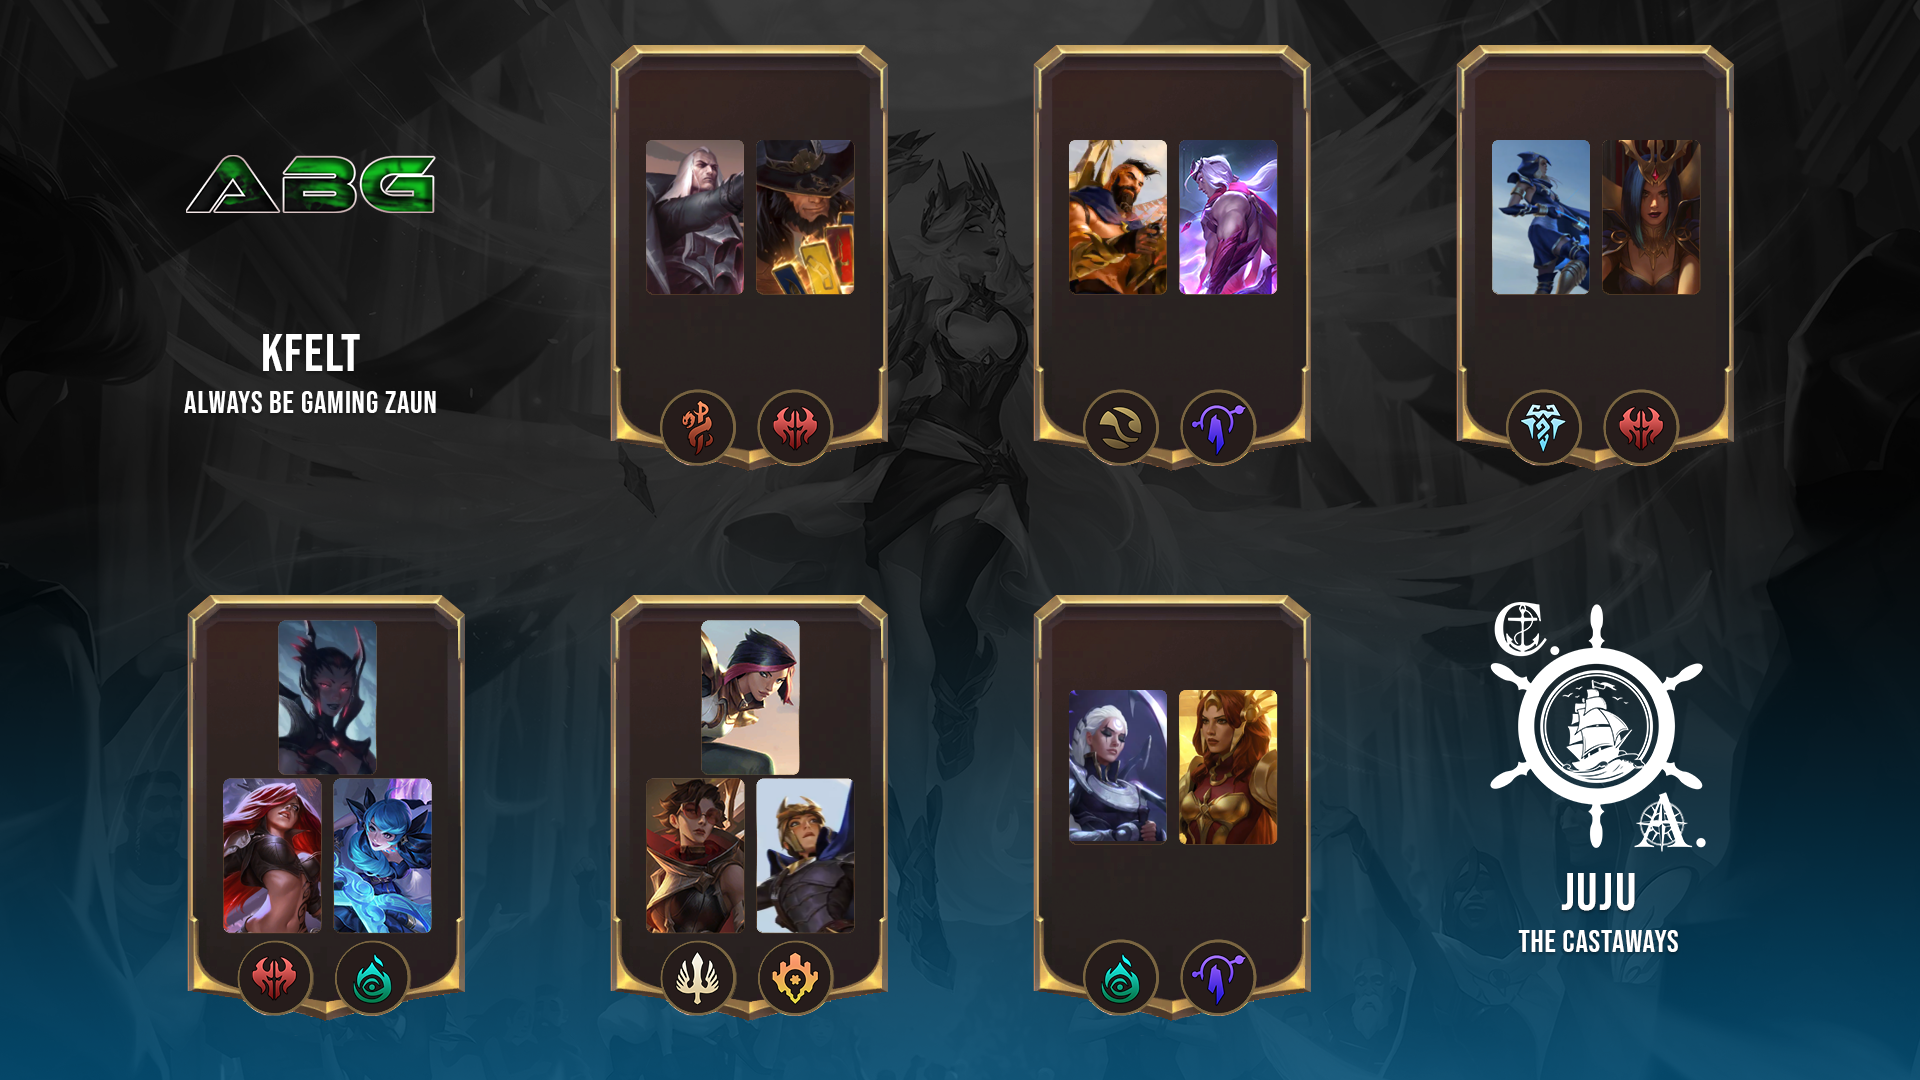 ABG
KFELT
ALWAYS BE GAMING ZAUN
C.
A.
JUJU
THE CASTAWAYS